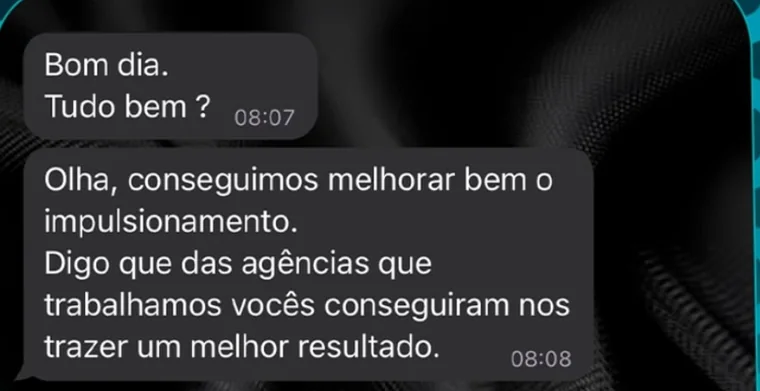 Bom dia.
Tudo bem ? 08:07
Olha, conseguimos melhorar bem o
impulsionamento.
Digo que das agências que
trabalhamos vocês conseguiram nos
trazer um melhor resultado. 08:08